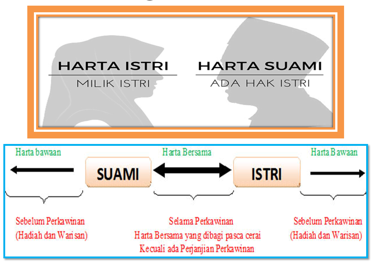 HARTA ISTRI
MILIK ISTRI
HARTA SUAMI
ADA HAK ISTRI
Harta bawaan
Harta Bersama
Harta Bawaan
SUAMI
ISTRI
Sebelum Perkawinan
(Hadiah dan Warisan)
Selama Perkawinan
Harta Bersama yang dibagi pasca cerai
Kecuali ada Perjanjian Perkawinan
Sebelum Perkawinan
(Hadiah dan Warisan)